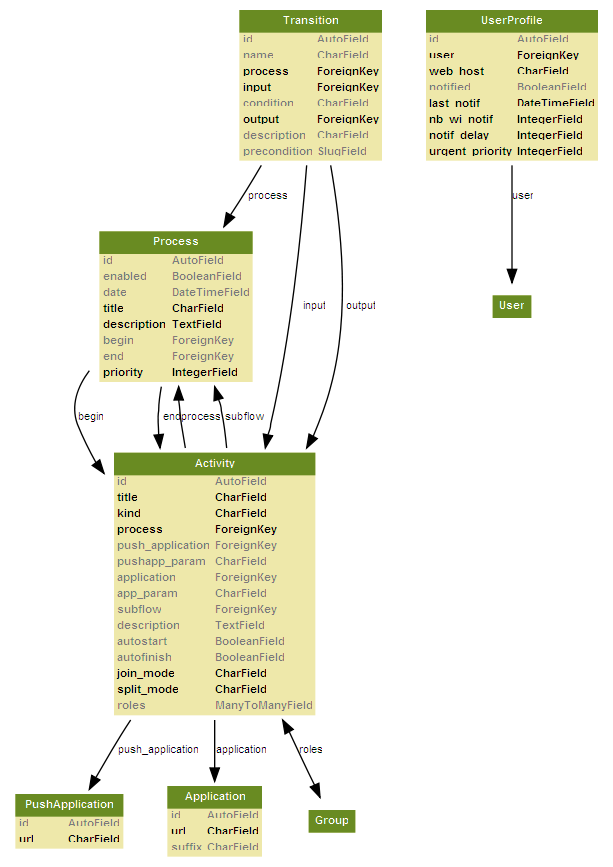 Transition
id AutoField
name CharField
process ForeignKey
input ForeignKey
condition CharField
output ForeignKey
description CharField
precondition SlugField
UserProfile
id AutoField
user ForeignKey
web_host CharField
notified BooleanField
last_notif DateTimeField
nb_wi_notif IntegerField
notif_delay IntegerField
urgent_priority IntegerField
process
user
Process
id AutoField
enabled BooleanField
date DateTimeField
title CharField
description TextField
begin ForeignKey
end ForeignKey
priority IntegerField
input
output
User
begin
end
process
subflow
Activity
id AutoField
title CharField
kind CharField
process ForeignKey
push_application ForeignKey
pushapp_param CharField
application ForeignKey
app_param CharField
subflow ForeignKey
description TextField
autostart BooleanField
autofinish BooleanField
join_mode CharField
split_mode CharField
roles ManyToManyField
push_application
application
roles
PushApplication
id AutoField
url CharField
Application
id AutoField
url CharField
suffix CharField
Group